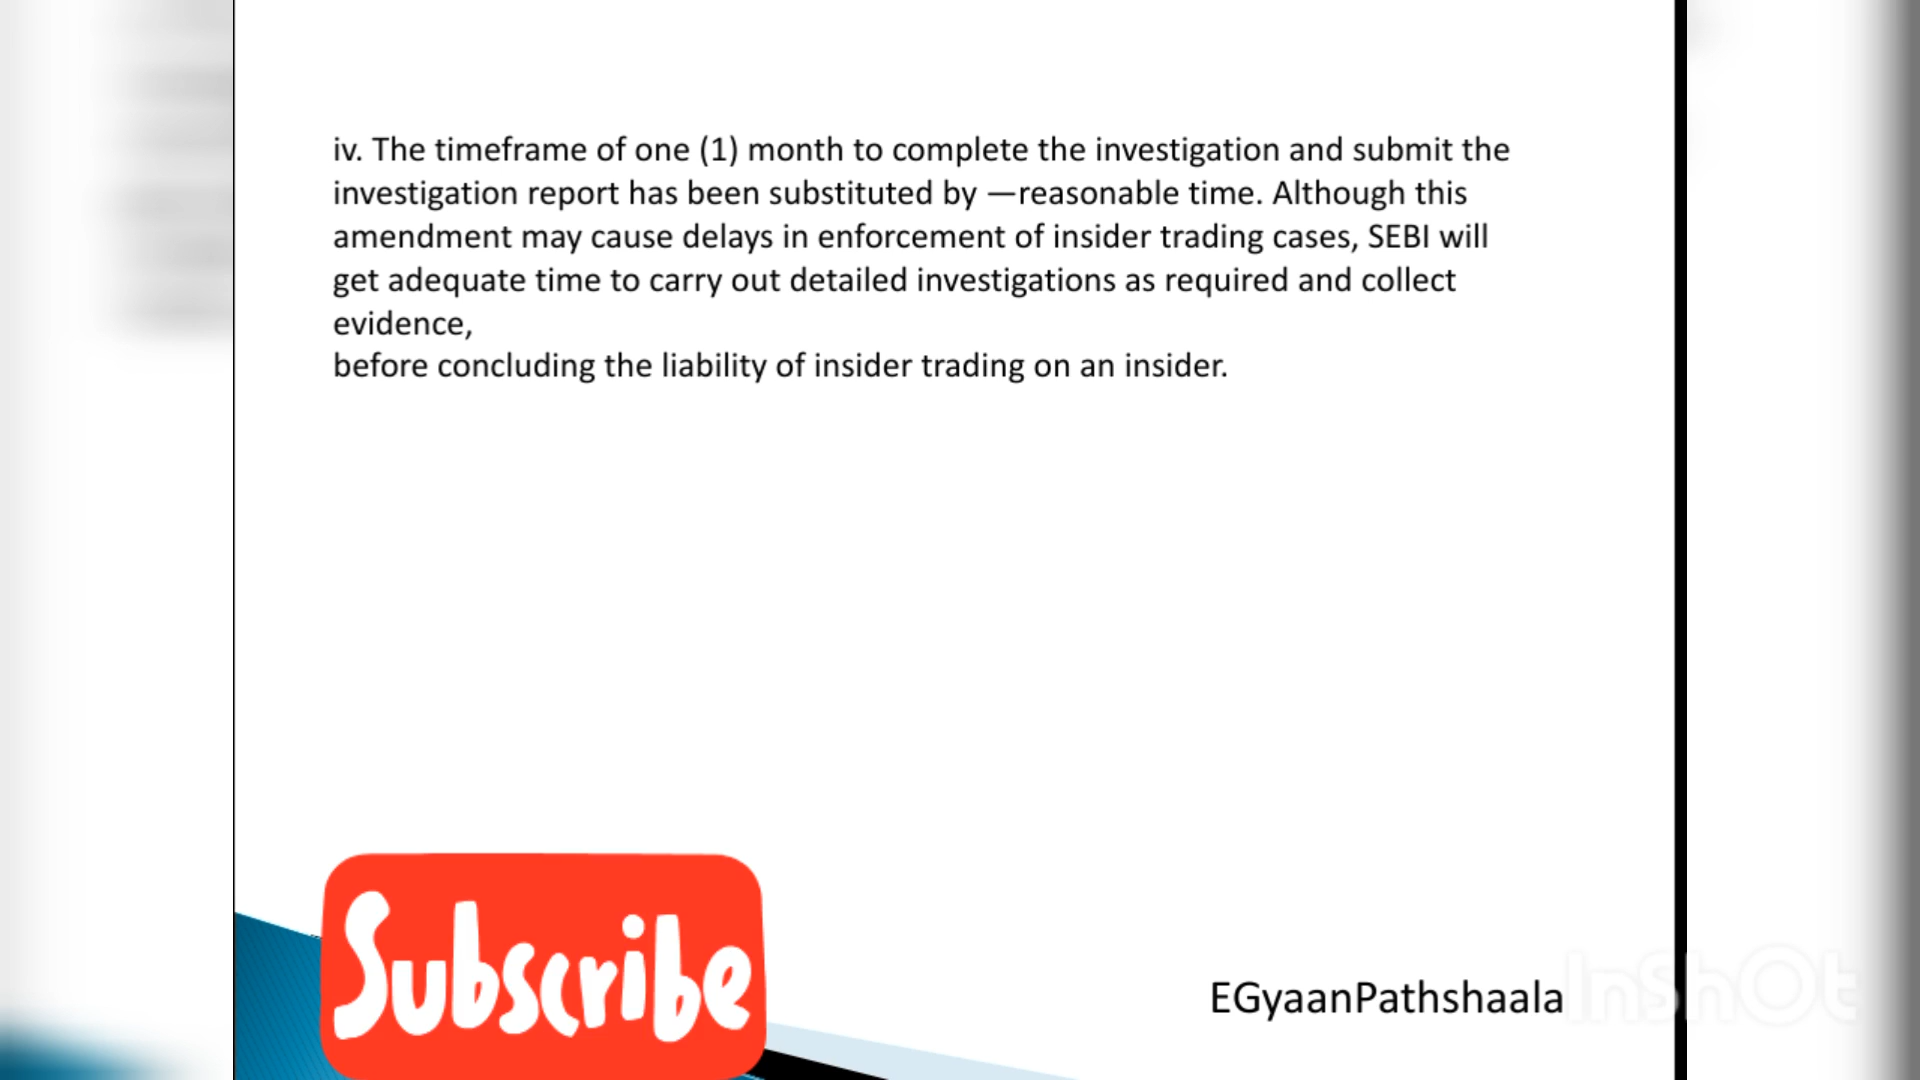 iv. The timeframe of one (1) month to complete the investigation and submit the
investigation report has been substituted by —reasonable time. Although this
amendment may cause delays in enforcement of insider trading cases, SEBI will
get adequate time to carry out detailed investigations as required and collect
evidence,
before concluding the liability of insider trading on an insider.
Subscribe
EGyaanPathshaala
InShOt